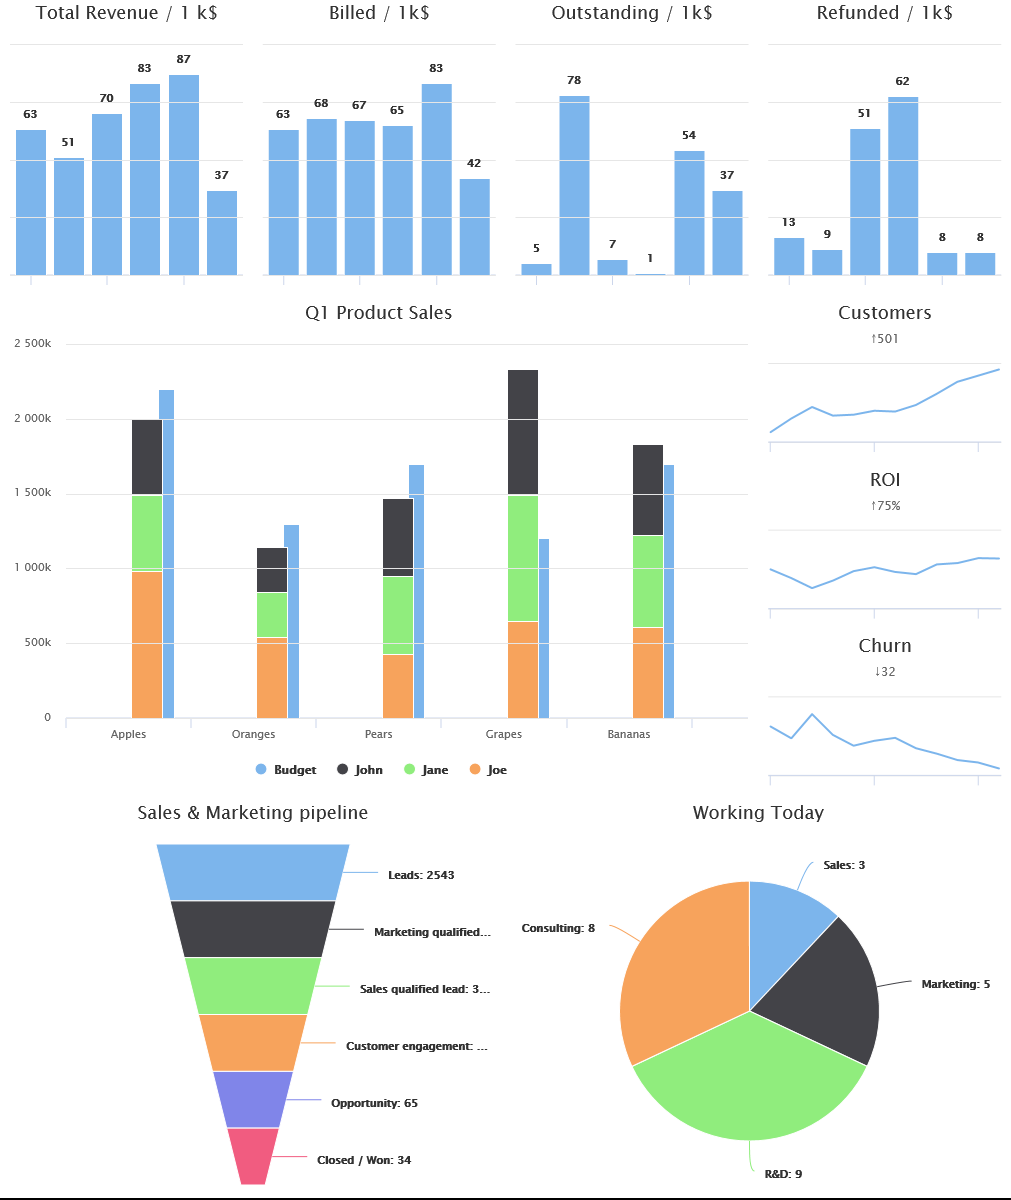 Total Revenue / 1 k$
63
51
70
83
87
37
Billed / 1k$
63
68
67
65
83
42
Outstanding / 1k$
5
78
7
1
54
37
Refunded / 1k$
13
9
51
62
8
8
Q1 Product Sales
2 500k
2 000k
1 500k
1 000k
500k
0
Apples
Oranges
Pears
Grapes
Bananas
Budget
John
Jane
Joe
Customers
↑501
ROI
↑75%
Churn
↓32
Sales & Marketing pipeline
Leads: 2543
Marketing qualified...
Sales qualified lead: 3...
Customer engagement: ...
Opportunity: 65
Closed / Won: 34
Working Today
Sales: 3
Consulting: 8
Marketing: 5
R&D: 9